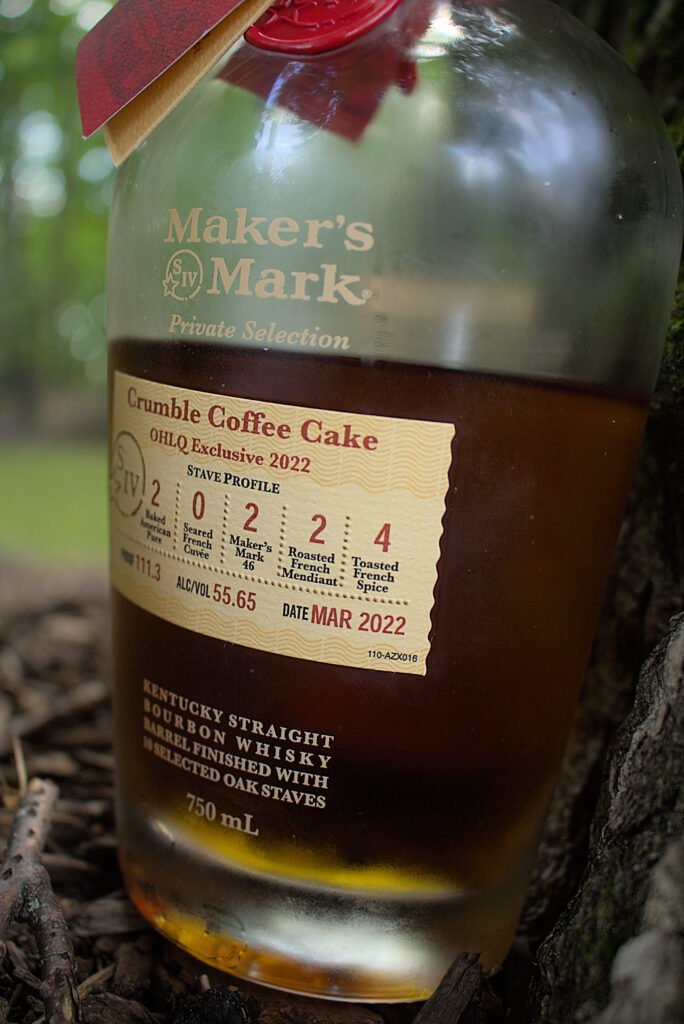 Maker's
SIV Mark®
Private Selection
Crumble Coffee Cake
OHLQ Exclusive 2022
STAVE PROFILE
SIV
2 0 2 2 4
Baked American Pure
Seared French Cuvée
Maker's Mark 46
Roasted French Mendiant
Toasted French Spice
PROOF 111.3 ALC/VOL 55.65 DATE MAR 2022
110-AZX016
KENTUCKY STRAIGHT
BOURBON WHISKY
BARREL FINISHED WITH
10 SELECTED OAK STAVES
750 mL